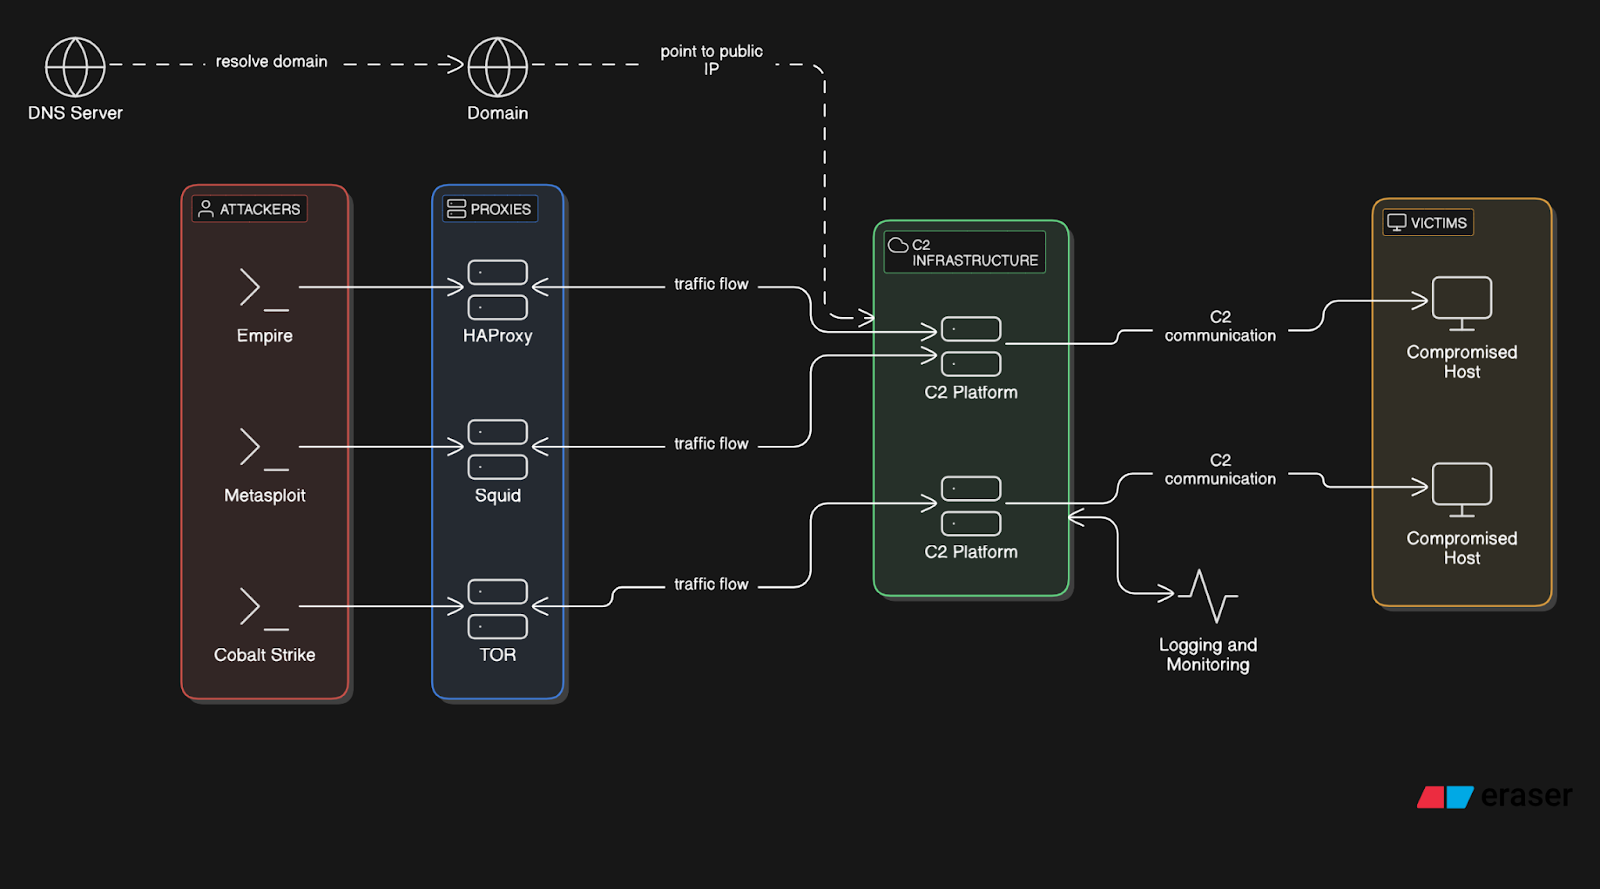 resolve domain
point to public
IP
DNS Server
Domain
ATTACKERS
PROXIES
C2
INFRASTRUCTURE
VICTIMS
Empire
HAProxy
traffic flow
C2 Platform
C2
communication
Compromised
Host
Metasploit
Squid
traffic flow
C2 Platform
C2
communication
Compromised
Host
Cobalt Strike
TOR
traffic flow
Logging and
Monitoring
eraser